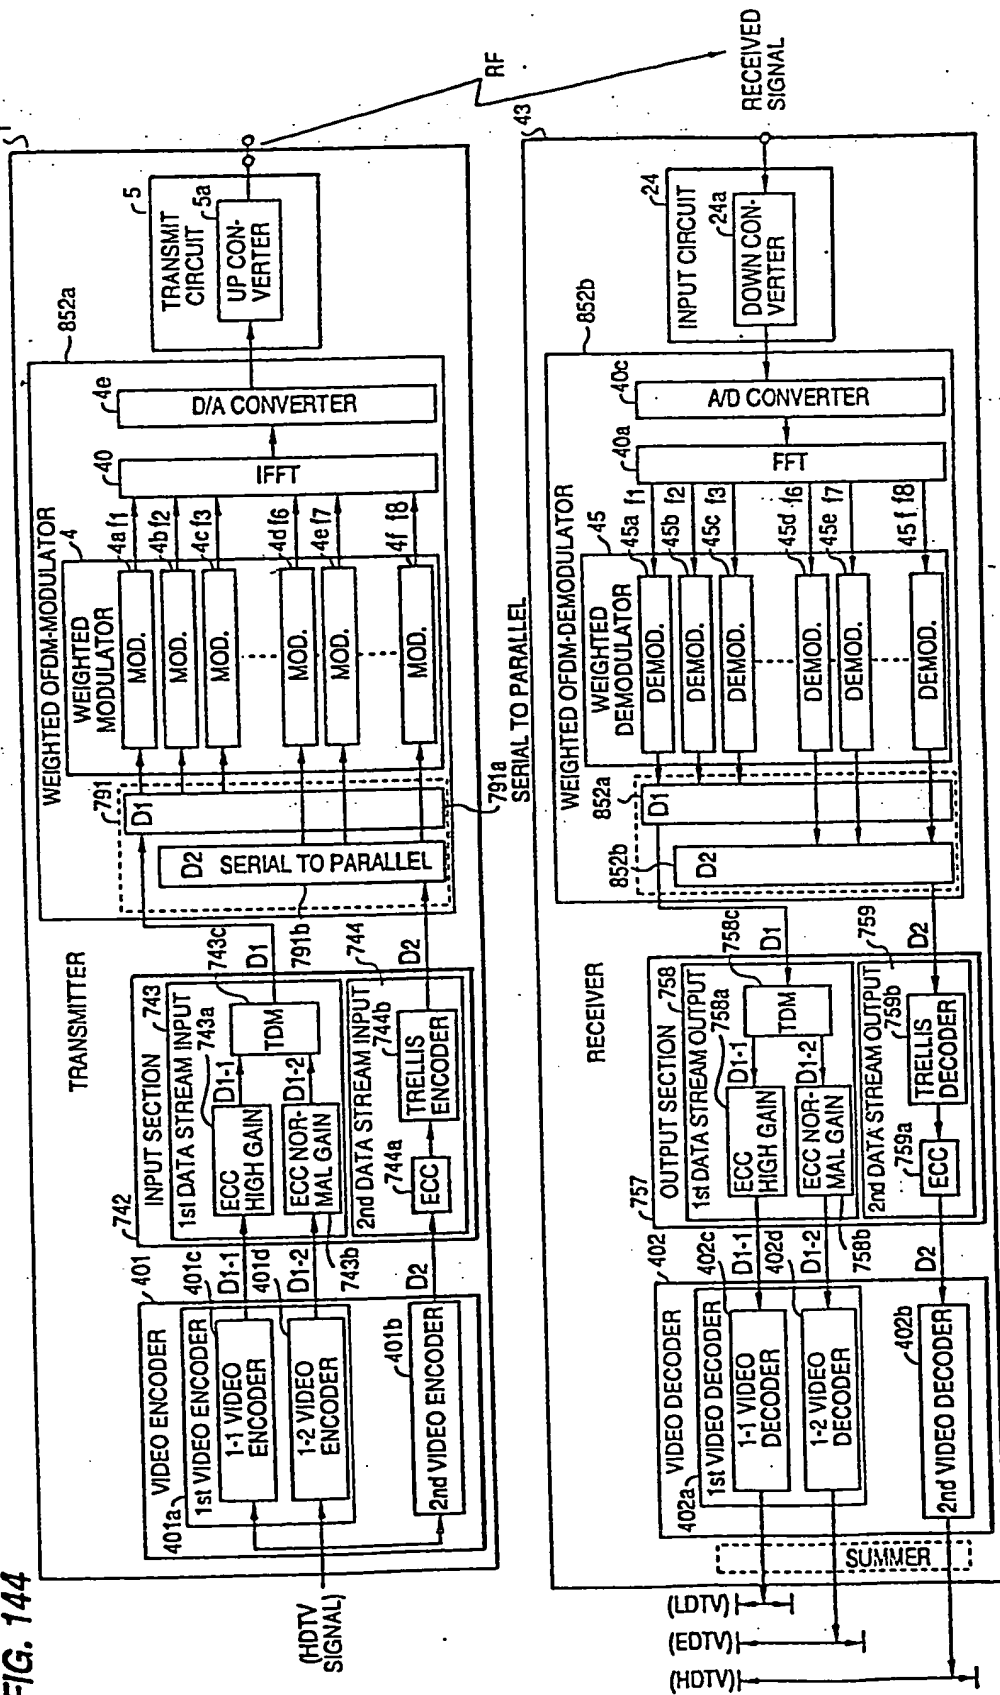 FIG. 144
TRANSMITTER
1
(HDTV
SIGNAL)
401
VIDEO ENCODER
401a
1st VIDEO ENCODER
401c
1-1 VIDEO
ENCODER
401d
1-2 VIDEO
ENCODER
401b
2nd VIDEO ENCODER
D1-1
D1-2
D2
742
INPUT SECTION
743
1st DATA STREAM INPUT
743a
ECC
HIGH GAIN
D1-1
743b
ECC NOR-
MAL GAIN
D1-2
743c
TDM
D1
744
2nd DATA STREAM INPUT
744a
ECC
744b
TRELLIS
ENCODER
D2
WEIGHTED OFDM-MODULATOR
852a
791
D1
791a
SERIAL TO PARALLEL
791b
D2 SERIAL TO PARALLEL
WEIGHTED
MODULATOR
4
MOD.
4a f1
MOD.
4b f2
MOD.
4c f3
MOD.
4d f6
MOD.
4e f7
MOD.
4f f8
40
IFFT
4e
D/A CONVERTER
TRANSMIT
CIRCUIT
5
5a
UP CON-
VERTER
RF
RECEIVED
SIGNAL
RECEIVER
43
INPUT CIRCUIT
24
24a
DOWN CON-
VERTER
WEIGHTED OFDM-DEMODULATOR
852b
40c
A/D CONVERTER
40a
FFT
WEIGHTED
DEMODULATOR
45
DEMOD.
45a f1
DEMOD.
45b f2
DEMOD.
45c f3
DEMOD.
45d f6
DEMOD.
45e f7
DEMOD.
45f f8
852a
D1
852b
D2
757
OUTPUT SECTION
758
1st DATA STREAM OUTPUT
758a
ECC
HIGH GAIN
D1-1
758b
ECC NOR-
MAL GAIN
D1-2
758c
TDM
D1
759
2nd DATA STREAM OUTPUT
759a
ECC
759b
TRELLIS
DECODER
D2
D1-1
D1-2
D2
402
VIDEO DECODER
402a
1st VIDEO DECODER
402c
1-1 VIDEO
DECODER
402d
1-2 VIDEO
DECODER
402b
2nd VIDEO DECODER
SUMMER
(LDTV)
(EDTV)
(HDTV)